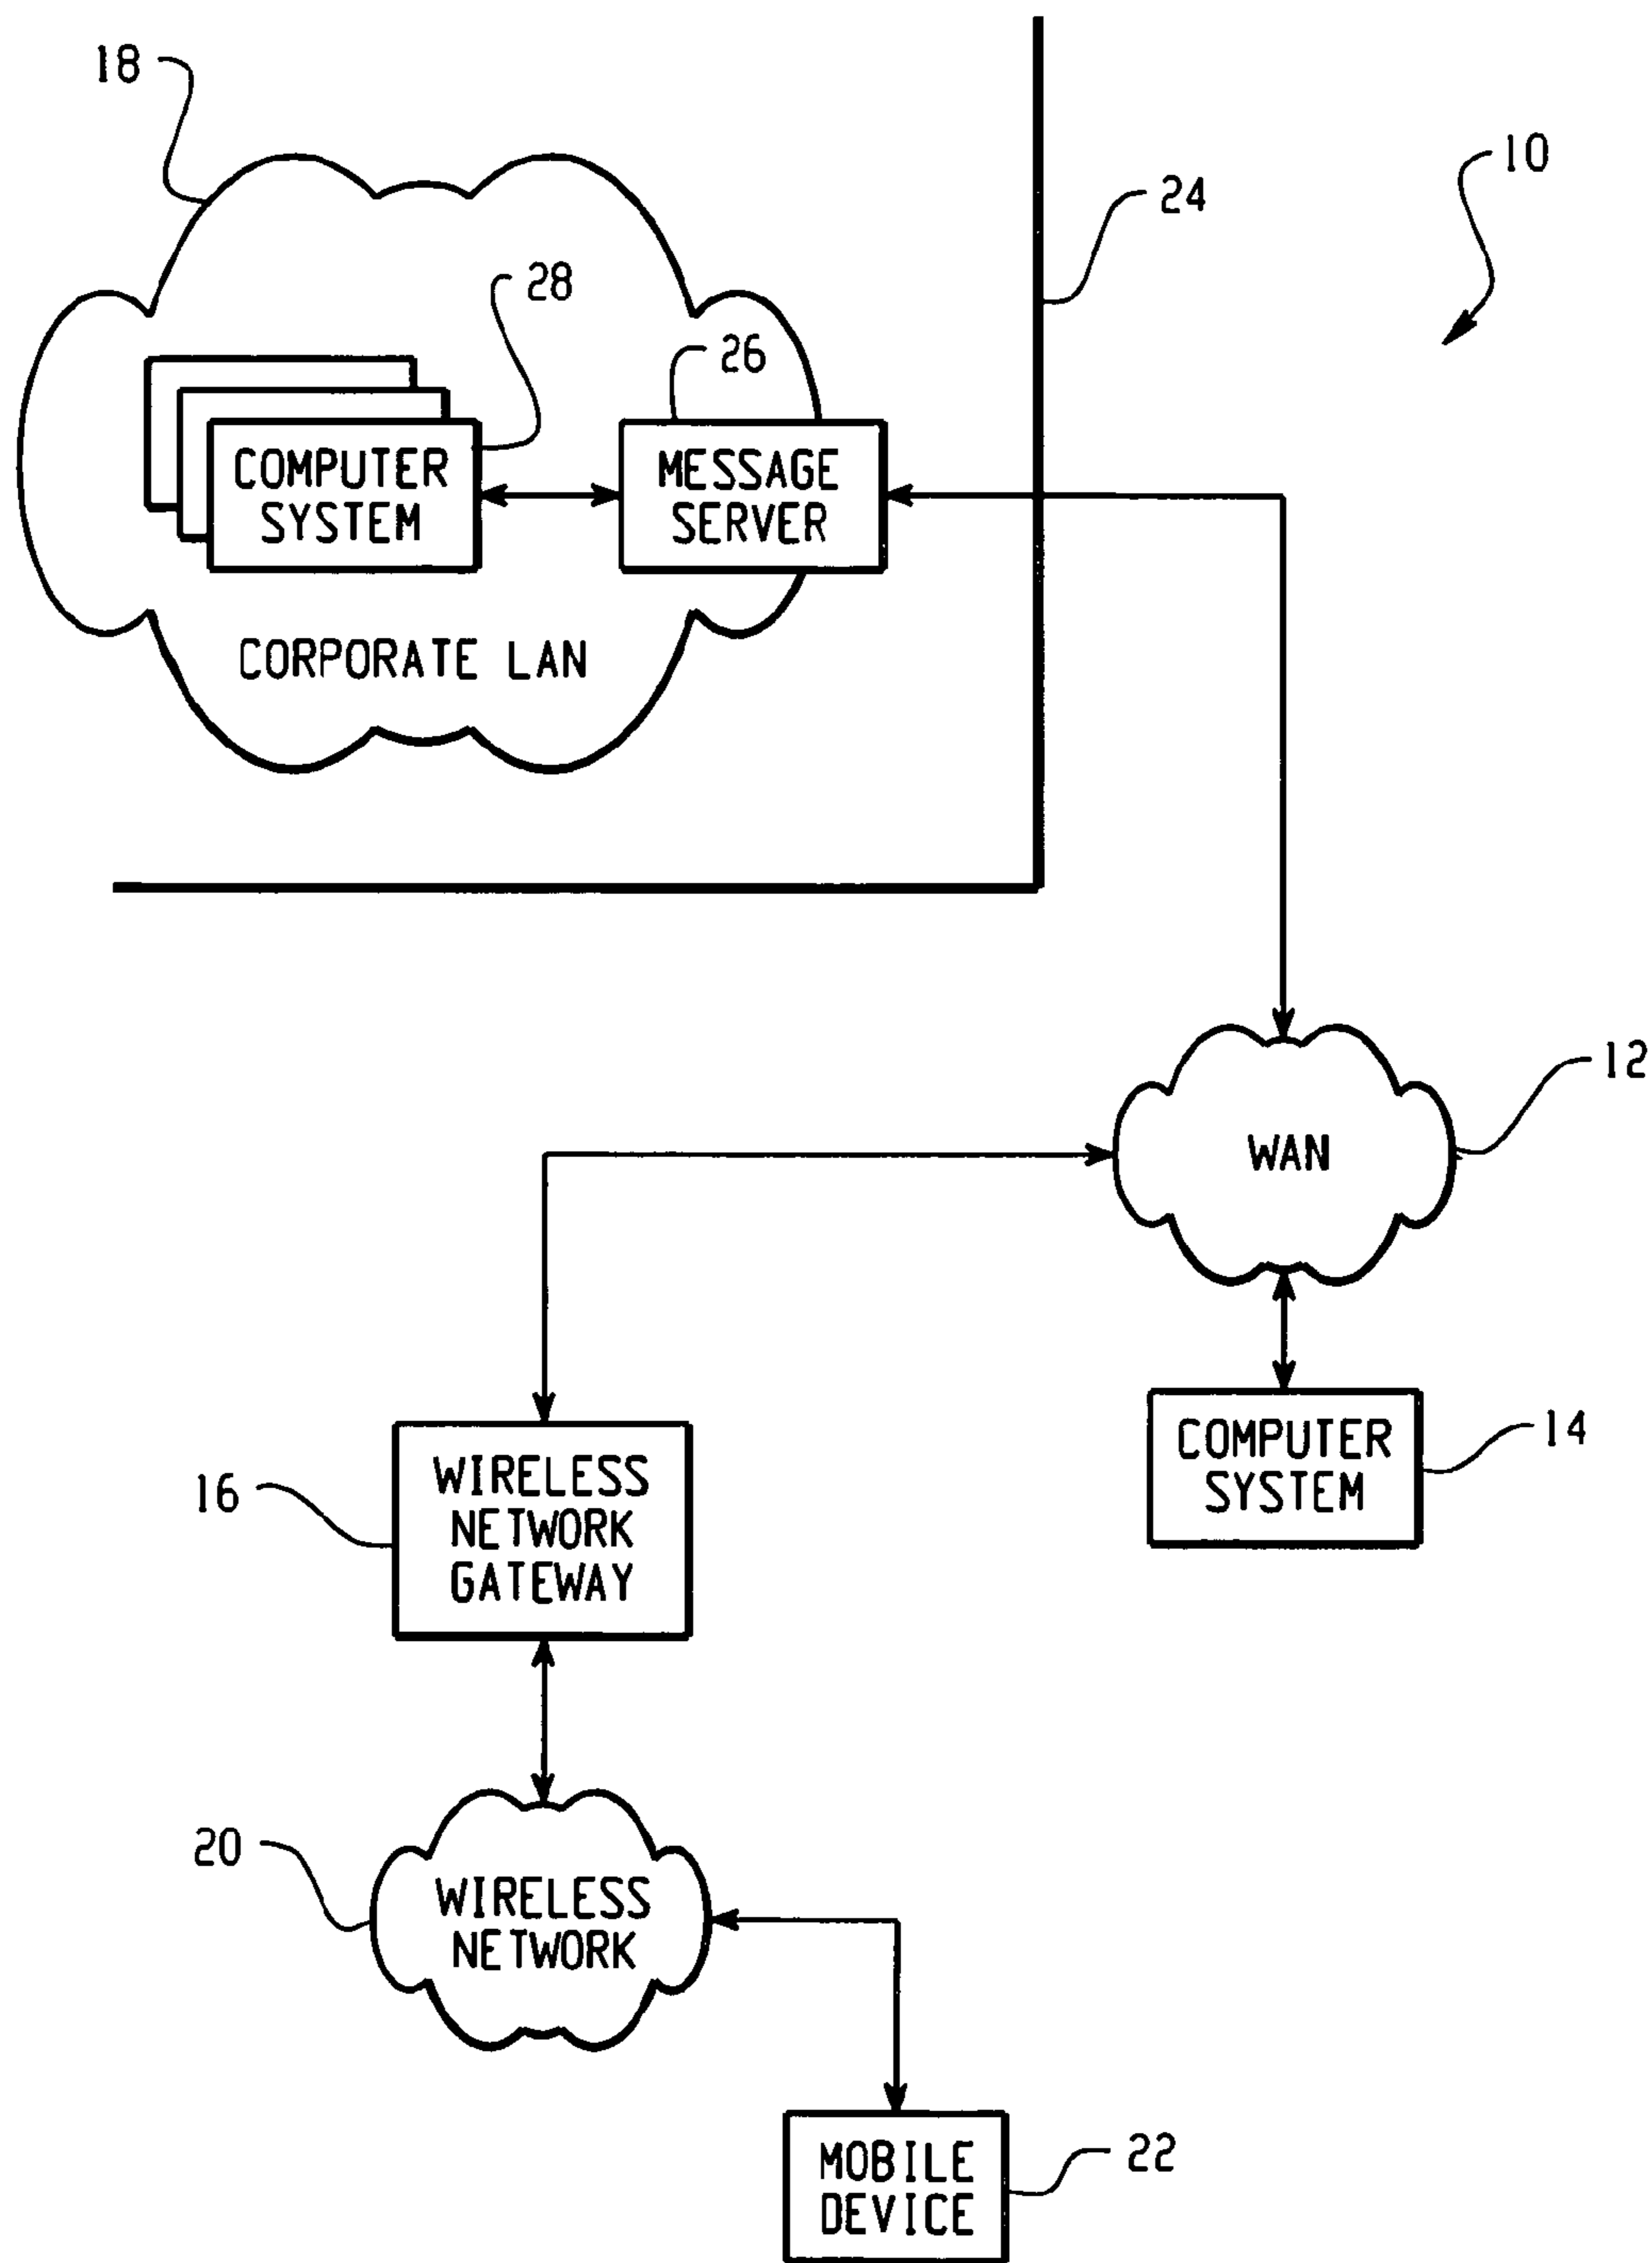 18
10
24
28
26
COMPUTER
SYSTEM
MESSAGE
SERVER
CORPORATE LAN
12
WAN
COMPUTER
SYSTEM
14
16
WIRELESS
NETWORK
GATEWAY
20
WIRELESS
NETWORK
MOBILE
DEVICE
22